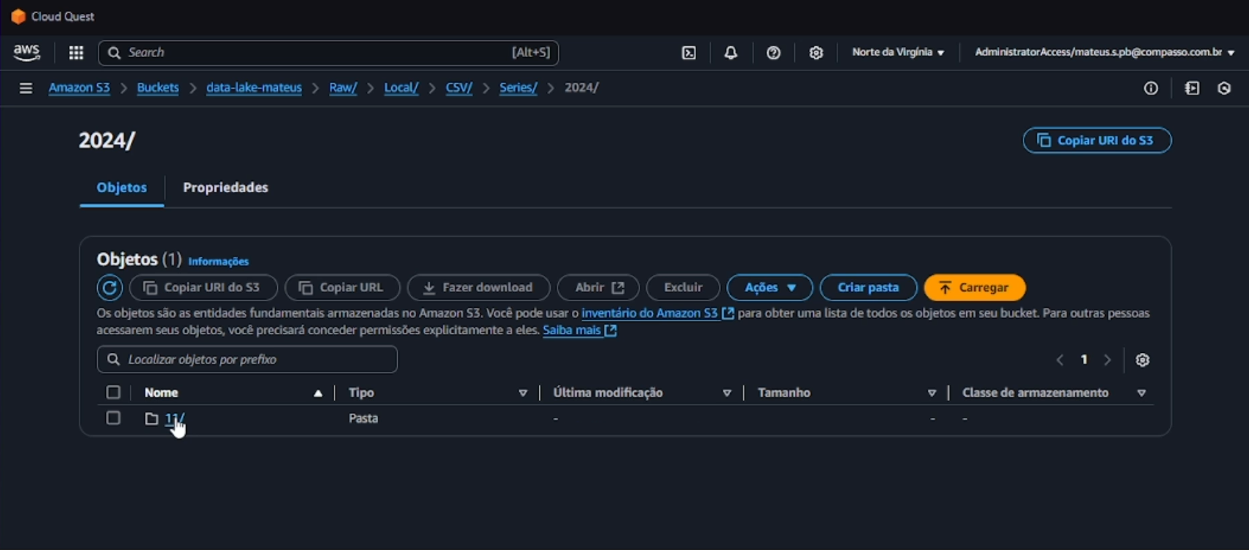 Cloud Quest
aws Search [Alt+S] Norte da Virgínia AdministratorAccess/mateus.s.pb@compasso.com.br
Amazon S3 > Buckets > data-lake-mateus > Raw/ > Local/ > CSV/ > Series/ > 2024/
2024/ Copiar URI do S3
Objetos Propriedades
Objetos (1) Informações
Copiar URI do S3 Copiar URL Fazer download Abrir Excluir Ações Criar pasta Carregar
Os objetos são as entidades fundamentais armazenadas no Amazon S3. Você pode usar o inventário do Amazon S3 para obter uma lista de todos os objetos em seu bucket. Para outras pessoas
acessarem seus objetos, você precisará conceder permissões explicitamente a eles. Saiba mais
Localizar objetos por prefixo < 1 >
Nome Tipo Última modificação Tamanho Classe de armazenamento
11/ Pasta - - -